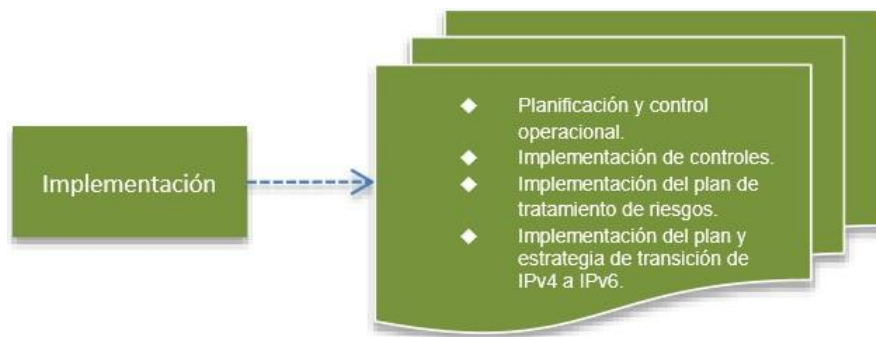 Implementación
◆ Planificación y control
operacional.
◆ Implementación de controles.
◆ Implementación del plan de
tratamiento de riesgos.
◆ Implementación del plan y
estrategia de transición de
IPv4 a IPv6.